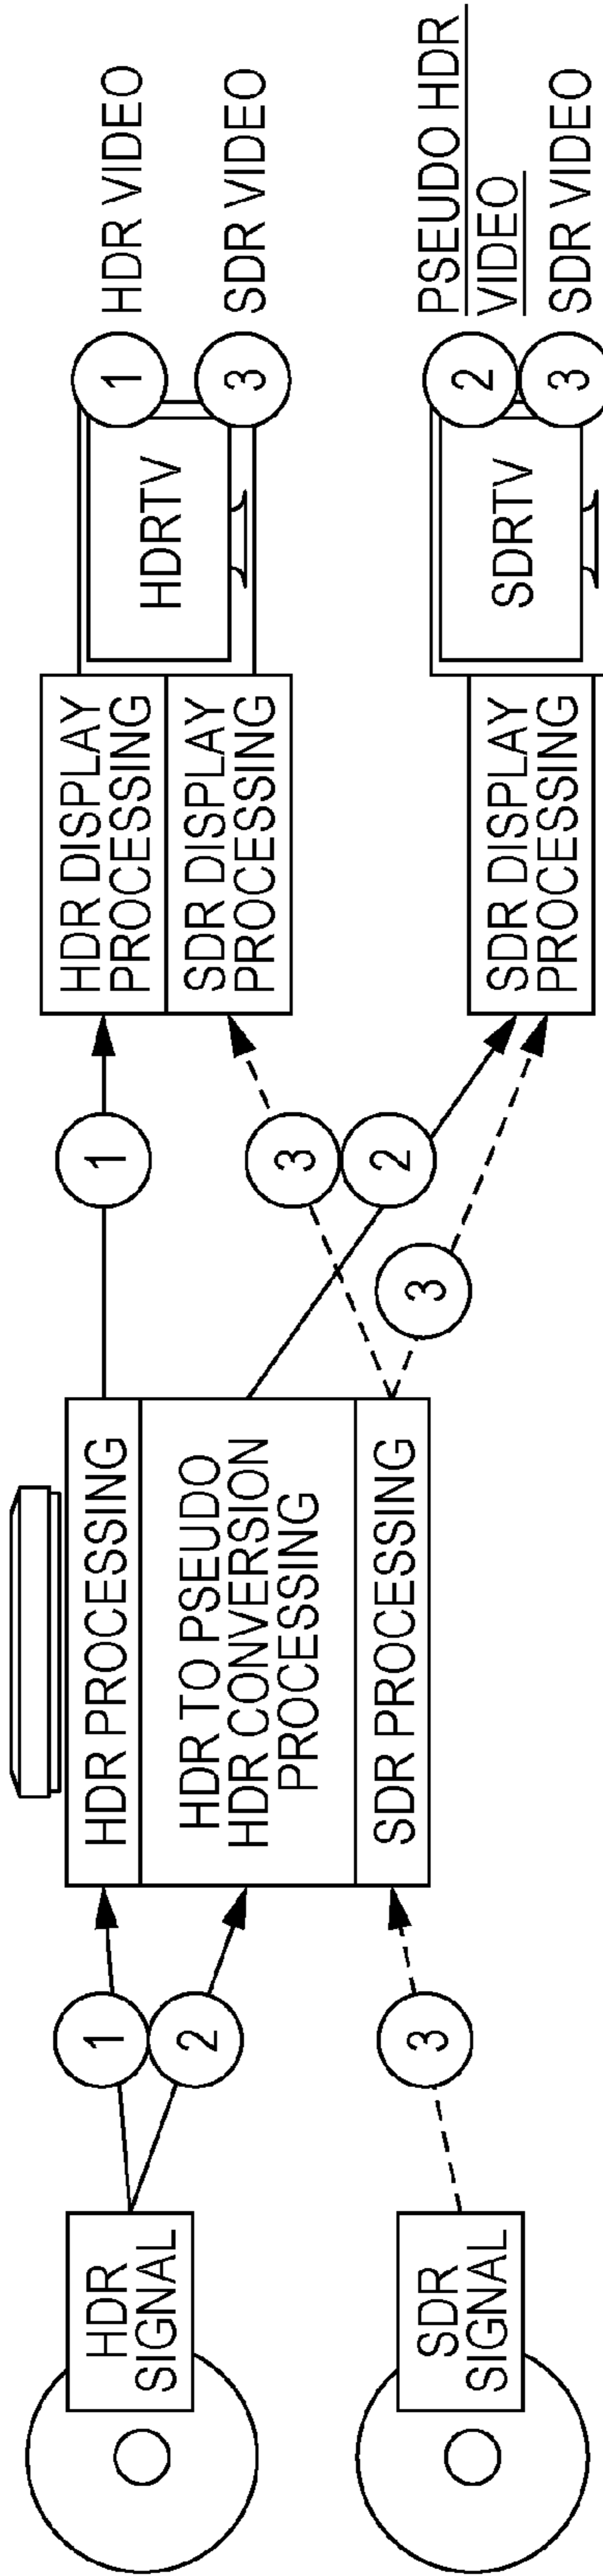 HDR
SIGNAL
1
2
SDR
SIGNAL
3
HDR PROCESSING
HDR TO PSEUDO
HDR CONVERSION
PROCESSING
SDR PROCESSING
1
3
2
3
HDR DISPLAY
PROCESSING
SDR DISPLAY
PROCESSING
HDRTV
1
HDR VIDEO
3
SDR VIDEO
SDR DISPLAY
PROCESSING
SDRTV
2
PSEUDO HDR
VIDEO
3
SDR VIDEO